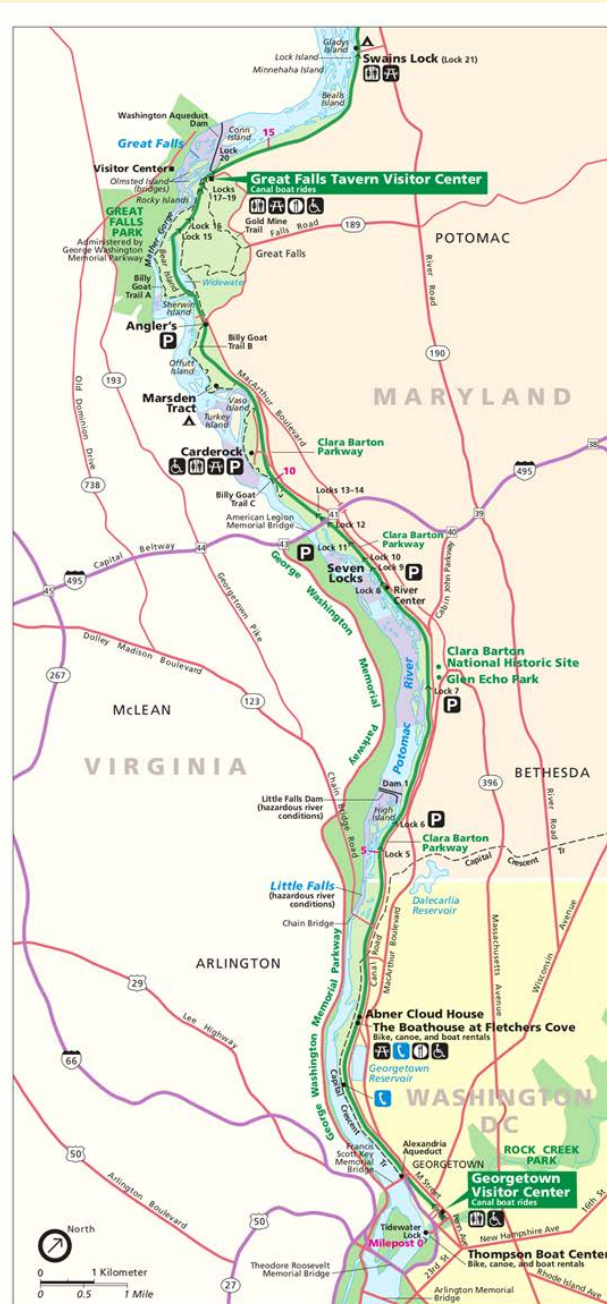 Gladys
Island
Lock Island
Swains Lock (Lock 21)
Minnehaha Island
Bealls
Island
Washington Aqueduct
Dam
Conn
Island
15
Great Falls
Lock
20
Visitor Center
Olmsted Island
(bridges)
Rocky Islands
Great Falls Tavern Visitor Center
Canal boat rides
Locks
17–19
GREAT
FALLS
PARK
Administered by
George Washington
Memorial Parkway
Mather Gorge
Bear Island
Lock 16
Lock 15
Gold Mine
Trail
Falls Road
189
Great Falls
POTOMAC
River Road
Billy
Goat
Trail A
Widewater
Sherwin
Island
Angler's
P
Billy Goat
Trail B
190
Offutt
Island
193
Old Dominion Drive
MacArthur Boulevard
MARYLAND
Marsden
Tract
Vaso
Island
Turkey
Island
Clara Barton
Parkway
Carderock
P
10
738
495
38
Billy Goat
Trail C
Locks 13–14
39
American Legion
Memorial Bridge
41
Lock 12
40
Capital Beltway
44
43
P
Lock 11
Clara Barton
Parkway
Lock 10
Lock 9
P
Seven
Locks
Lock 8
River
Center
Cabin John Parkway
495
45
George Washington Memorial Parkway
Georgetown Pike
Dolley Madison Boulevard
Clara Barton
National Historic Site
Glen Echo Park
Lock 7
P
267
123
McLEAN
Potomac River
VIRGINIA
396
BETHESDA
Dam 1
Little Falls Dam
(hazardous river
conditions)
High
Island
Chain Bridge Road
Lock 6
P
River Road
Clara Barton
Parkway
5
Lock 5
Capital Crescent Tr
Little Falls
(hazardous river
conditions)
Dalecarlia
Reservoir
Chain Bridge
Canal Road
MacArthur Boulevard
Massachusetts Avenue
Wisconsin Avenue
ARLINGTON
29
Lee Highway
George Washington Memorial Parkway
Abner Cloud House
The Boathouse at Fletchers Cove
Bike, canoe, and boat rentals
Georgetown
Reservoir
66
Capital Crescent Tr
WASHINGTON
DC
Francis
Scott Key
Memorial
Bridge
Alexandria
Aqueduct
GEORGETOWN
ROCK CREEK
PARK
50
Arlington Boulevard
M Street
Georgetown
Visitor Center
Canal boat rides
Penn Ave
16th St
50
Tidewater
Lock
Milepost 0
New Hampshire Ave
North
Thompson Boat Center
Bike, canoe, and boat rentals
23rd St
0 1 Kilometer
0 0.5 1 Mile
Theodore Roosevelt
Memorial Bridge
27
Rhode Island Ave
Arlington Memorial
Bridge